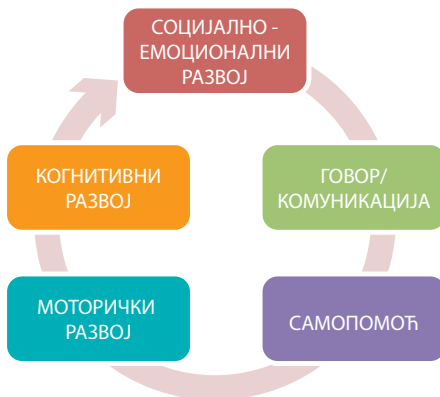 СОЦИЈАЛНО -
ЕМОЦИОНАЛНИ
РАЗВОЈ
ГОВОР/
КОМУНИКАЦИЈА
САМОПОМОЋ
МОТОРИЧКИ
РАЗВОЈ
КОГНИТИВНИ
РАЗВОЈ